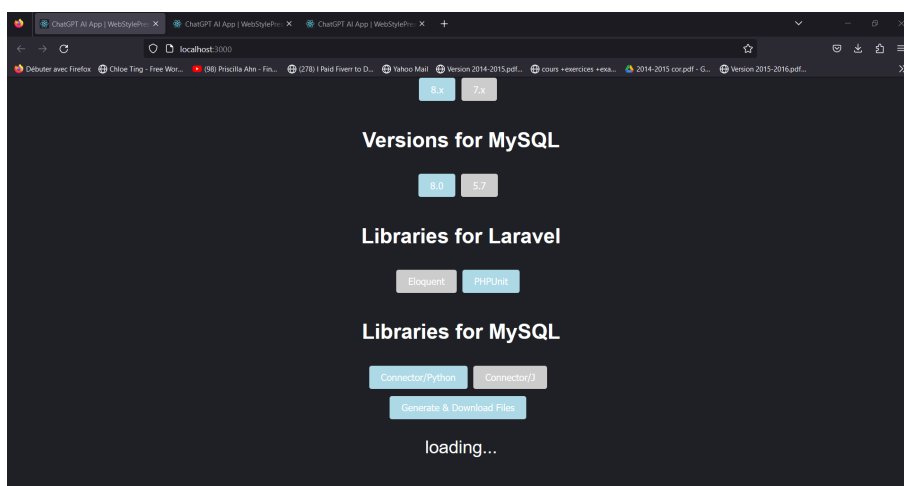 ChatGPT AI App | WebStylePre
ChatGPT AI App | WebStylePre
ChatGPT AI App | WebStylePre
localhost:3000
Débuter avec Firefox Chloe Ting - Free Wor... (98) Priscilla Ahn - Fin... (278) I Paid Fiverr to D... Yahoo Mail Version 2014-2015.pdf... cours +exercices +exa... 2014-2015 cor.pdf - G... Version 2015-2016.pdf...
8.x 7.x
Versions for MySQL
8.0 5.7
Libraries for Laravel
Eloquent PHPUnit
Libraries for MySQL
Connector/Python Connector/J
Generate & Download Files
loading...